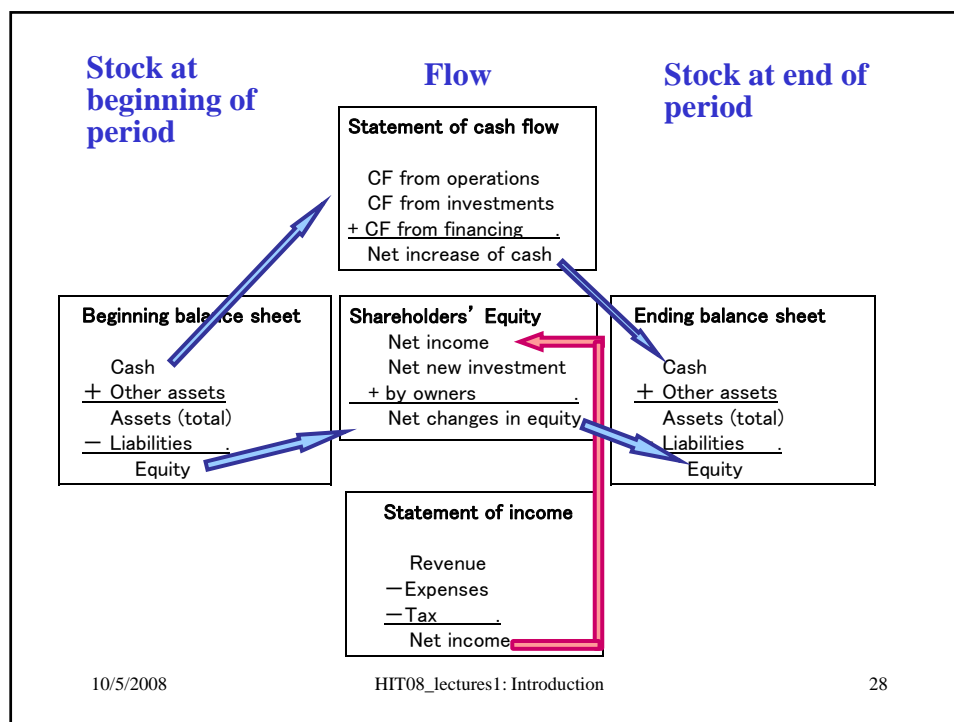 Stock at
beginning of
period
Flow
Stock at end of
period
Statement of cash flow
CF from operations
CF from investments
+ CF from financing .
Net increase of cash
Beginning balance sheet
Cash
＋ Other assets
Assets (total)
－ Liabilities .
Equity
Shareholders’ Equity
Net income
Net new investment
+ by owners .
Net changes in equity
Ending balance sheet
Cash
＋ Other assets
Assets (total)
－ Liabilities .
Equity
Statement of income
Revenue
－Expenses
－Tax .
Net income
10/5/2008
HIT08_lectures1: Introduction
28